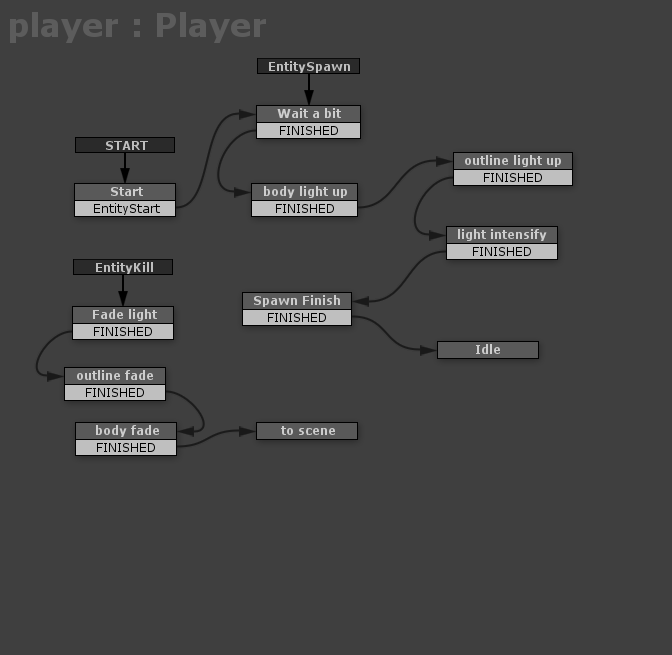 player : Player
EntitySpawn
Wait a bit
FINISHED
START
Start
EntityStart
body light up
FINISHED
outline light up
FINISHED
light intensify
FINISHED
EntityKill
Fade light
FINISHED
Spawn Finish
FINISHED
Idle
outline fade
FINISHED
body fade
FINISHED
to scene